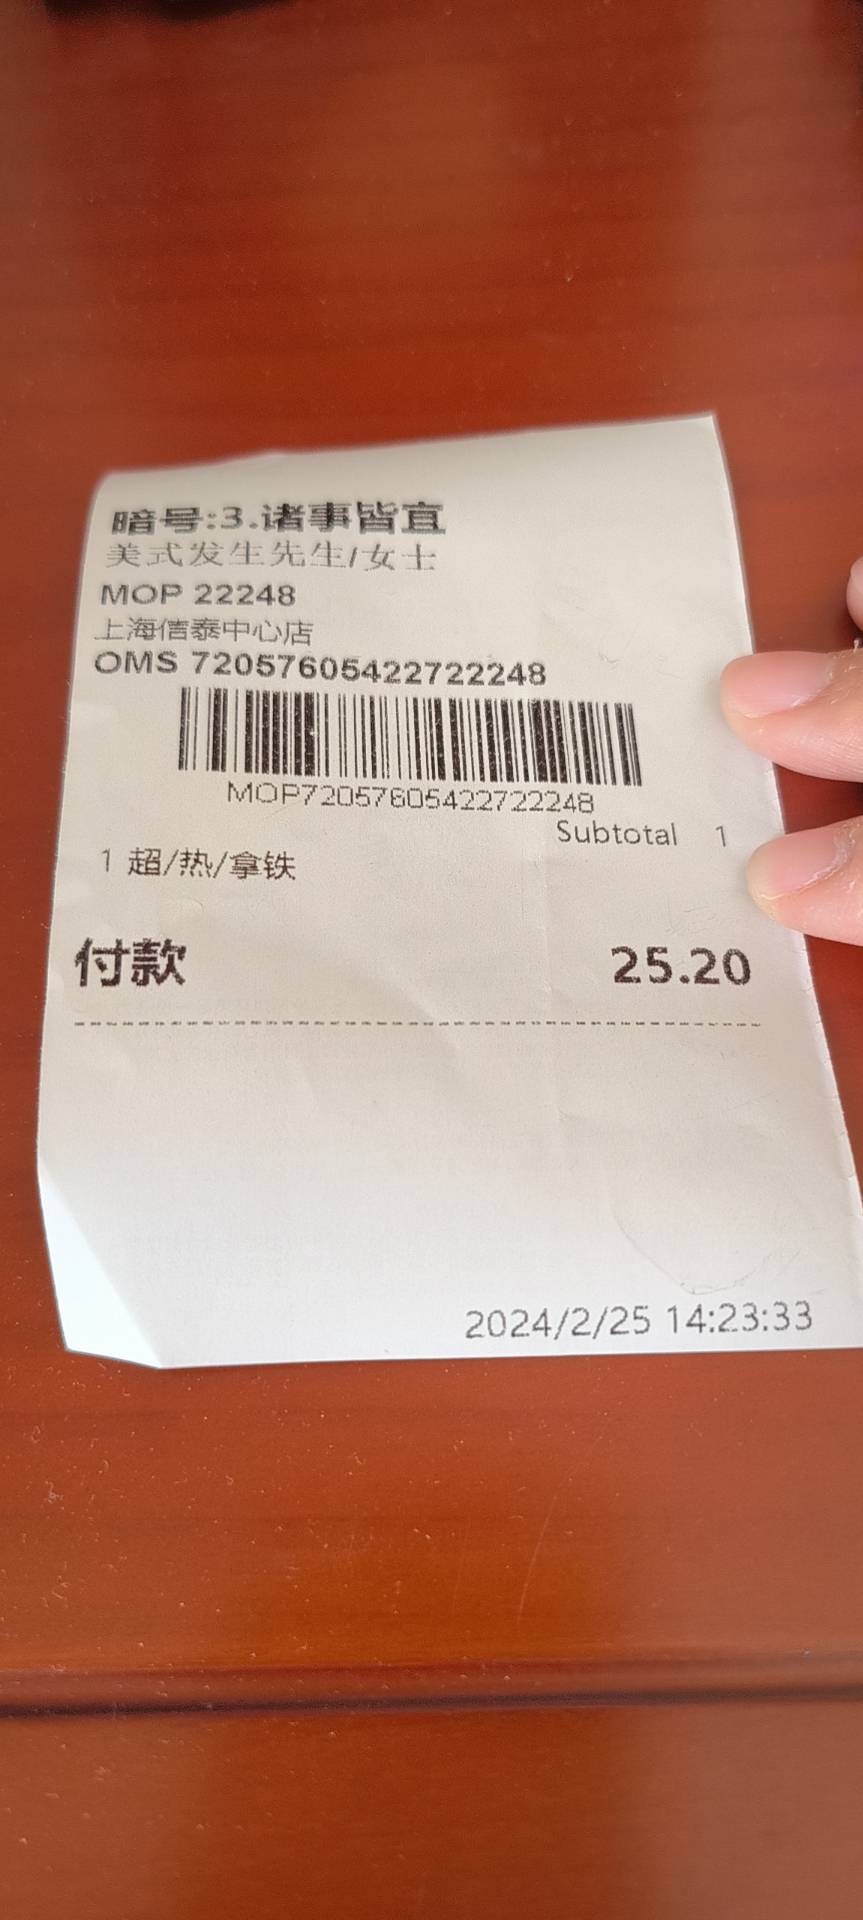 暗号:3.诸事皆宜
美式发生先生/女士
MOP 22248
上海信泰中心店
OMS 72057605422722248
MOP72057605422722248
Subtotal 1
1 超/热/拿铁
付款 25.20
2024/2/25 14:23:33